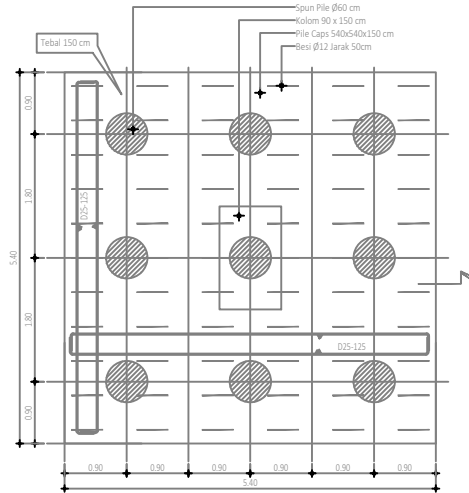 Spun Pile Ø60 cm
Kolom 90 x 150 cm
Pile Caps 540x540x150 cm
Besi Ø12 Jarak 50cm
Tebal 150 cm
0.90
1.80
5.40
1.80
0.90
D25-125
D25-125
0.90
0.90
0.90
0.90
0.90
0.90
5.40